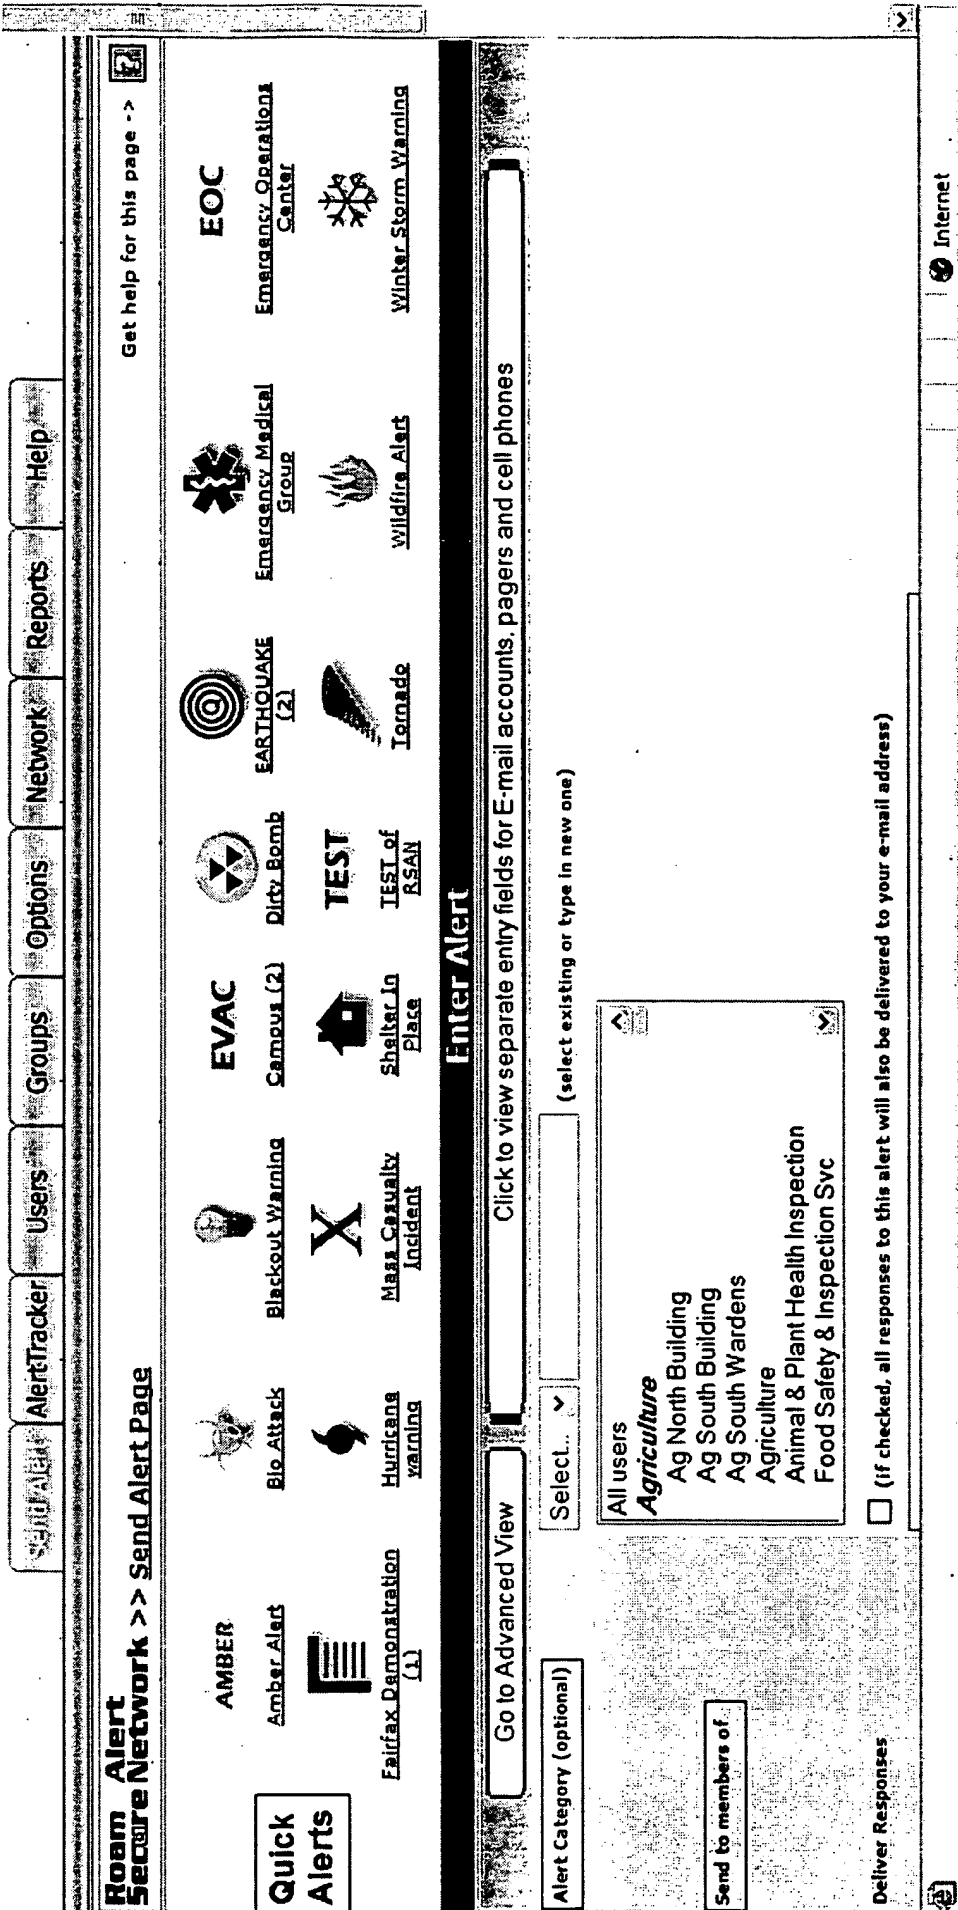 Send Alert AlertTracker Users Groups Options Network Reports Help
Roam Alert
Secure Network >> Send Alert Page
Get help for this page -> ?
Quick
Alerts
AMBER
Amber Alert
Bio Attack
Blackout Warning
EVAC
Campus (2)
Dirty Bomb
EARTHQUAKE
(2)
Emergency Medical
Group
EOC
Emergency Operations
Center
Fairfax Demonstration
(1)
Hurricane
warning
X
Mass Casualty
Incident
Shelter In
Place
TEST
TEST of
RSAN
Tornado
Wildfire Alert
Winter Storm Warning
Enter Alert
Go to Advanced View
Click to view separate entry fields for E-mail accounts, pagers and cell phones
Alert Category (optional)
Select...
(select existing or type in new one)
Send to members of
All users
Agriculture
Ag North Building
Ag South Building
Ag South Wardens
Agriculture
Animal & Plant Health Inspection
Food Safety & Inspection Svc
Deliver Responses
(if checked, all responses to this alert will also be delivered to your e-mail address)
Internet